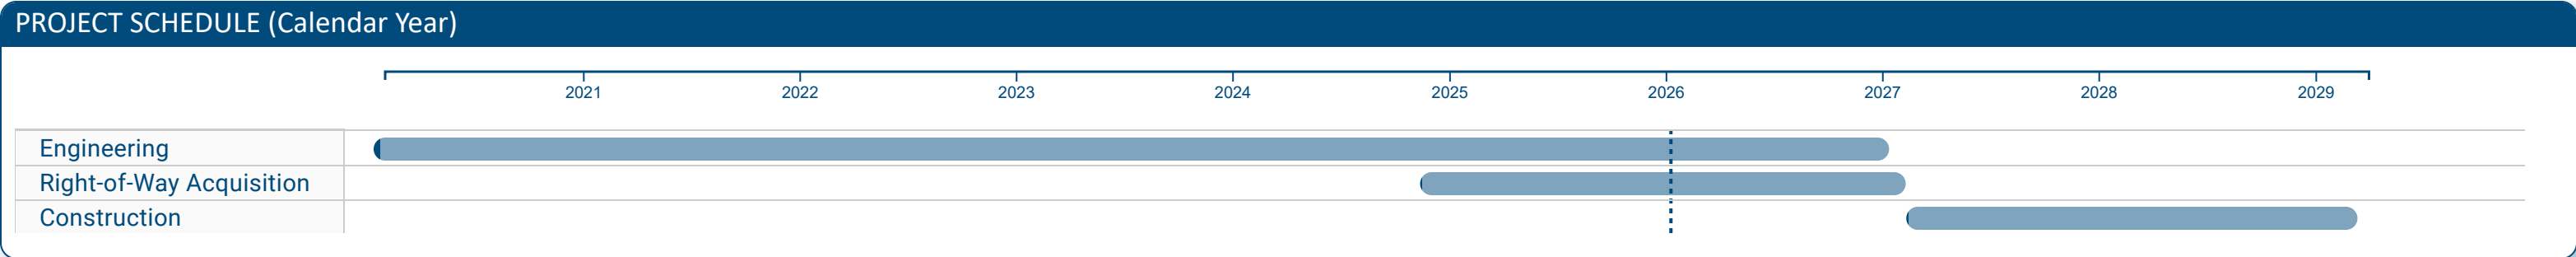 PROJECT SCHEDULE (Calendar Year)
2021 2022 2023 2024 2025 2026 2027 2028 2029
Engineering
Right-of-Way Acquisition
Construction